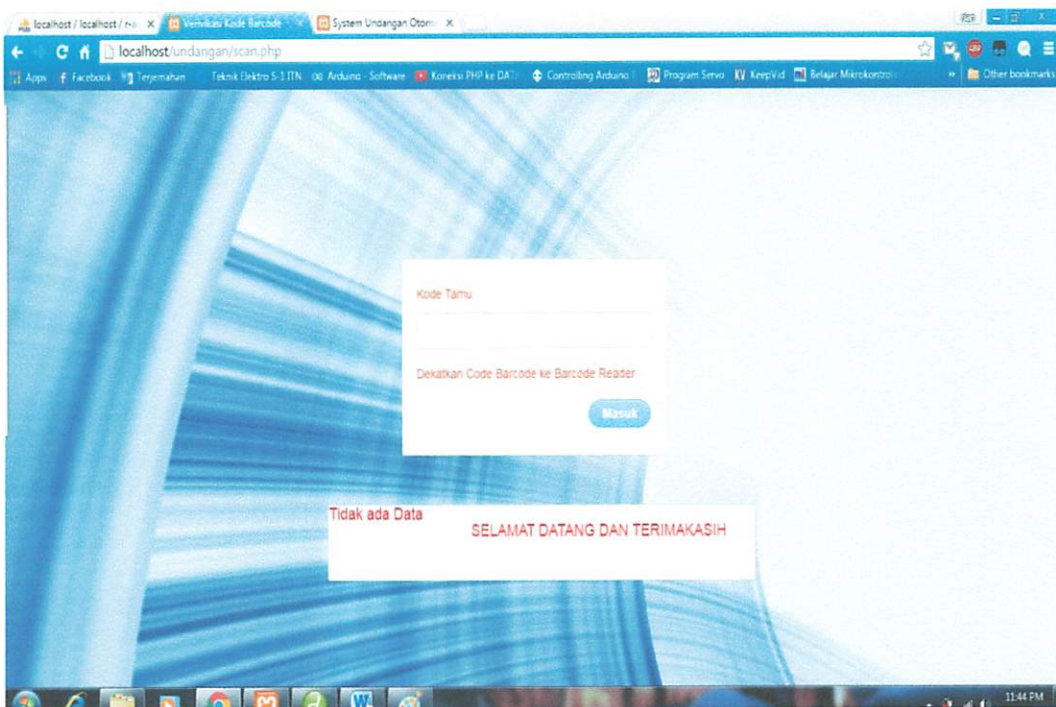 localhost / localhost /
Verivikasi Kode Barcode
System Undangan Otom
localhost/undangan/scan.php
Apps
Facebook
Terjemahan
Teknik Elektro S-1 ITN
Arduino - Software
Koneksi PHP ke DAT
Controlling Arduino
Program Servo
KeepVid
Belajar Mikrokontrol
Other bookmarks
Kode Tamu
Dekatkan Code Barcode ke Barcode Reader
Masuk
Tidak ada Data
SELAMAT DATANG DAN TERIMAKASIH
11:44 PM